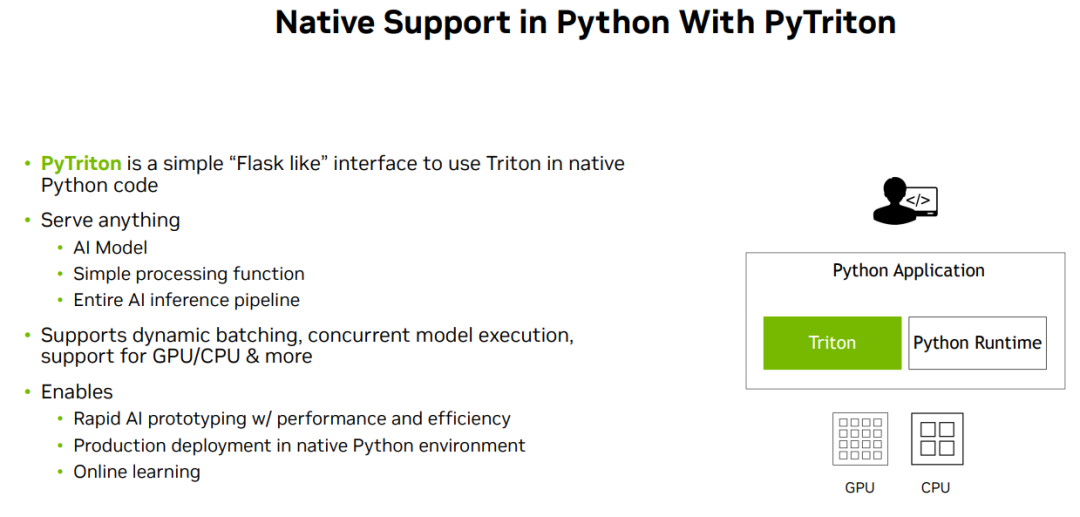 Native Support in Python With PyTriton
• PyTriton is a simple “Flask like” interface to use Triton in native
Python code
• Serve anything
• AI Model
• Simple processing function
• Entire AI inference pipeline
• Supports dynamic batching, concurrent model execution,
support for GPU/CPU & more
• Enables
• Rapid AI prototyping w/ performance and efficiency
• Production deployment in native Python environment
• Online learning
</>
Python Application
Triton
Python Runtime
GPU
CPU